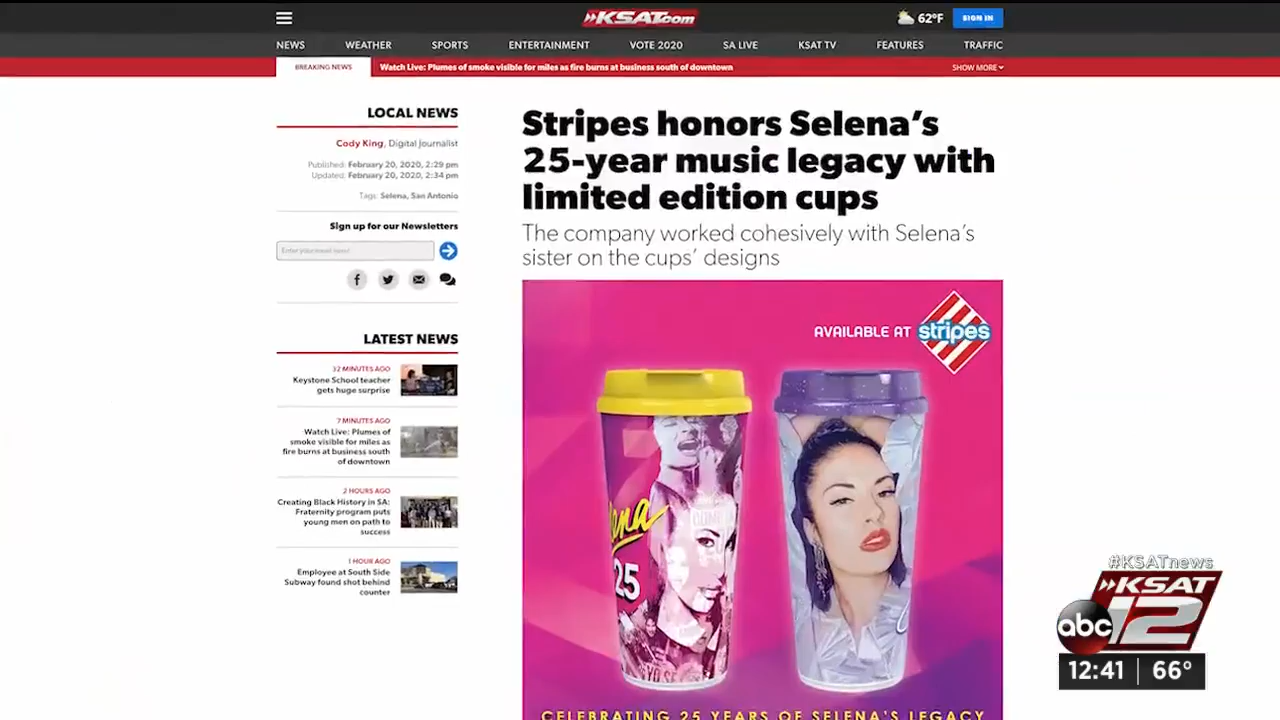 KSAT.com
62°F
SIGN IN
NEWS WEATHER SPORTS ENTERTAINMENT VOTE 2020 SA LIVE KSAT TV FEATURES TRAFFIC
BREAKING NEWS
Watch Live: Plumes of smoke visible for miles as fire burns at business south of downtown
SHOW MORE
LOCAL NEWS
Cody King, Digital Journalist
Published: February 20, 2020, 2:29 pm
Updated: February 20, 2020, 2:34 pm
Tags: Selena, San Antonio
Sign up for our Newsletters
Enter your email here!
LATEST NEWS
32 MINUTES AGO
Keystone School teacher
gets huge surprise
7 MINUTES AGO
Watch Live: Plumes of
smoke visible for miles as
fire burns at business south
of downtown
2 HOURS AGO
Creating Black History in SA:
Fraternity program puts
young men on path to
success
1 HOUR AGO
Employee at South Side
Subway found shot behind
counter
Stripes honors Selena's
25-year music legacy with
limited edition cups
The company worked cohesively with Selena's
sister on the cups' designs
AVAILABLE AT stripes
ena
25
CELEBRATING 25 YEARS OF SELENA'S LEGACY
#KSATnews
KSAT
abc 12
12:41 66°